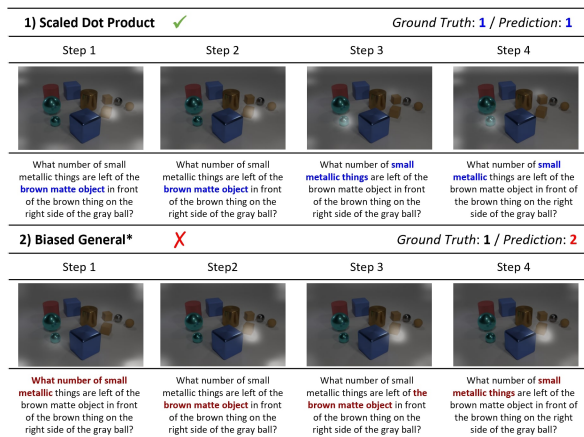 1) Scaled Dot Product ✓ Ground Truth: 1 / Prediction: 1
Step 1 Step 2 Step 3 Step 4
What number of small metallic things are left of the brown matte object in front of the brown thing on the right side of the gray ball?
What number of small metallic things are left of the brown matte object in front of the brown thing on the right side of the gray ball?
What number of small metallic things are left of the brown matte object in front of the brown thing on the right side of the gray ball?
What number of small metallic things are left of the brown matte object in front of the brown thing on the right side of the gray ball?
2) Biased General* ✗ Ground Truth: 1 / Prediction: 2
Step 1 Step2 Step 3 Step 4
What number of small metallic things are left of the brown matte object in front of the brown thing on the right side of the gray ball?
What number of small metallic things are left of the brown matte object in front of the brown thing on the right side of the gray ball?
What number of small metallic things are left of the brown matte object in front of the brown thing on the right side of the gray ball?
What number of small metallic things are left of the brown matte object in front of the brown thing on the right side of the gray ball?